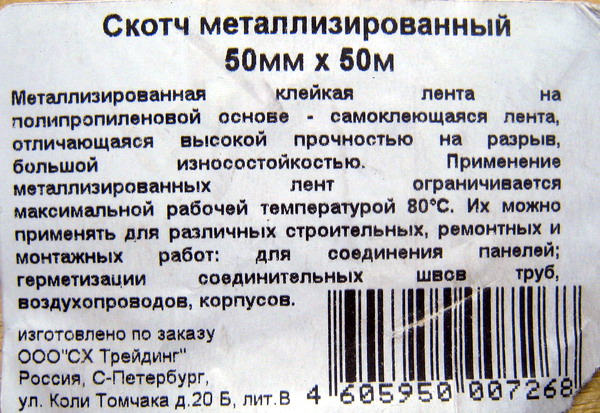 Скотч металлизированный
50мм x 50м
Металлизированная клейкая лента на
полипропиленовой основе - самоклеющаяся лента,
отличающаяся высокой прочностью на разрыв,
большой износостойкостью. Применение
металлизированных лент ограничивается
максимальной рабочей температурой 80°С. Их можно
применять для различных строительных, ремонтных и
монтажных работ: для соединения панелей;
герметизации соединительных швсв труб,
воздухопроводов, корпусов.
изготовлено по заказу
ООО"СХ Трейдинг"
Россия, С-Петербург,
ул. Коли Томчака д.20 Б, лит.В
4 605950 007268